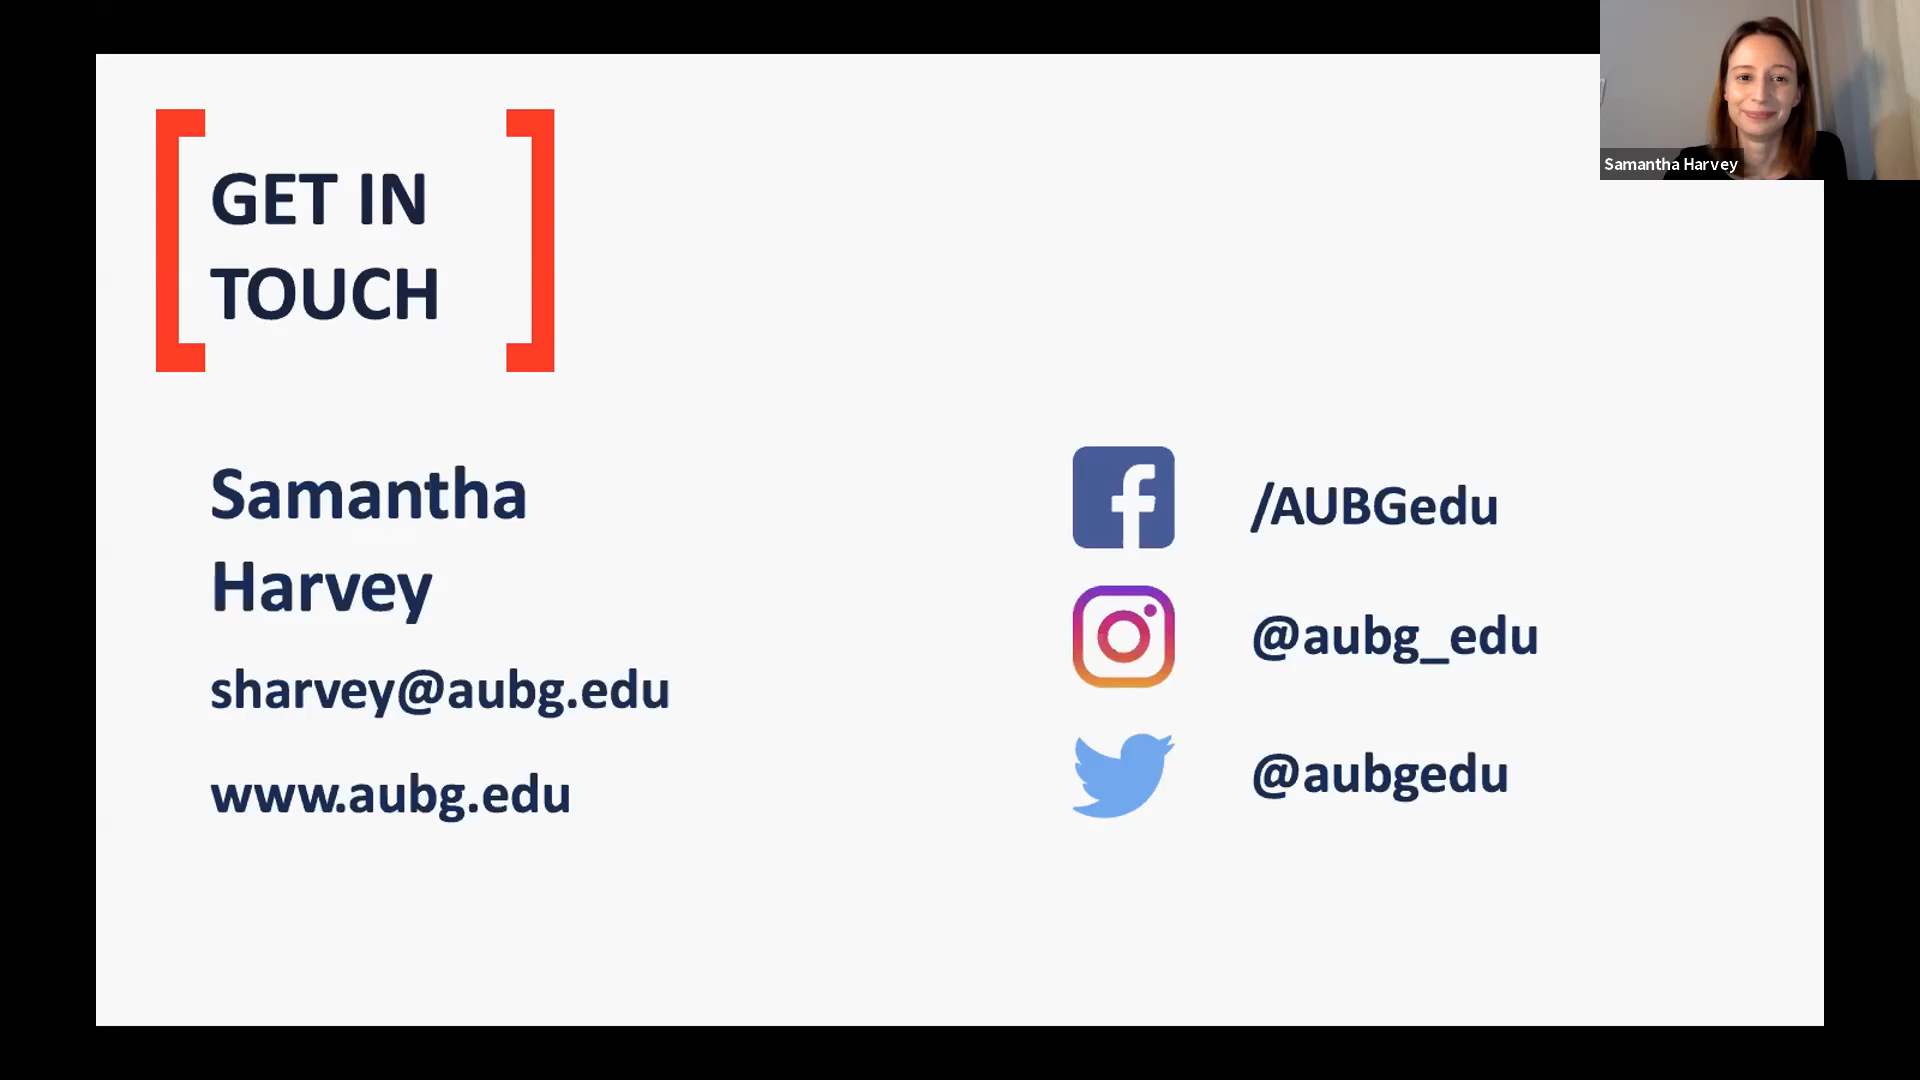 GET IN
TOUCH
Samantha
Harvey
sharvey@aubg.edu
www.aubg.edu
/AUBGedu
@aubg_edu
@aubgedu
Samantha Harvey